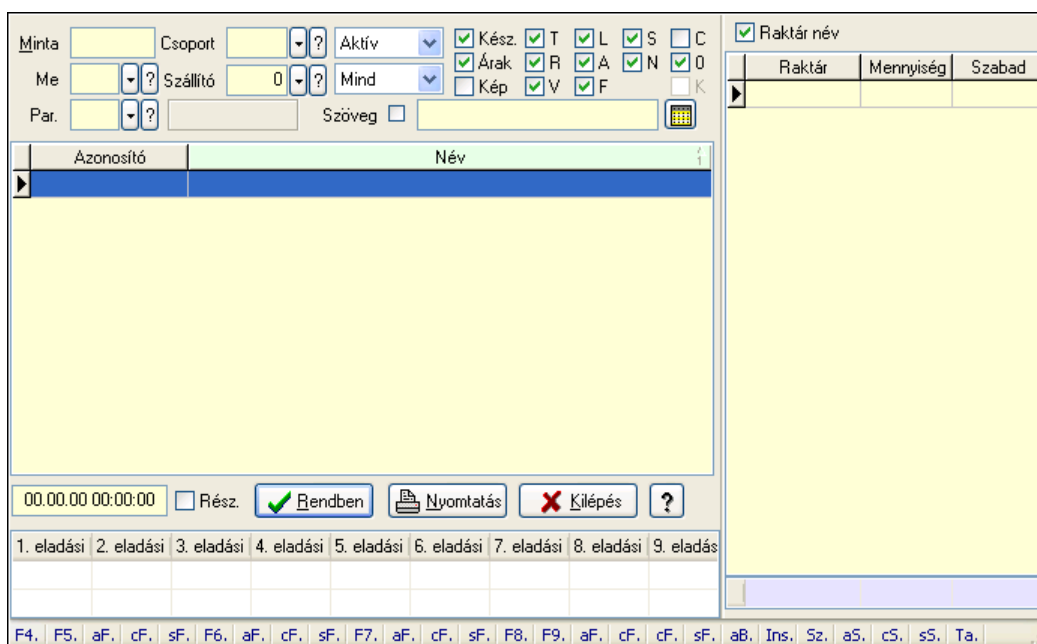 Minta Csoport ? Aktív Kész. T L S C
Árak R A N 0
Me ? Szállító 0 ? Mind Kép V F K
Par. ? Szöveg
Azonosító Név 1
00.00.00 00:00:00 Rész. Rendben Nyomtatás Kilépés ?
1. eladási 2. eladási 3. eladási 4. eladási 5. eladási 6. eladási 7. eladási 8. eladási 9. eladás
Raktár név
Raktár Mennyiség Szabad
F4. F5. aF. cF. sF. F6. aF. cF. sF. F7. aF. cF. sF. F8. F9. aF. cF. cF. sF. aB. Ins. Sz. aS. cS. sS. Ta.